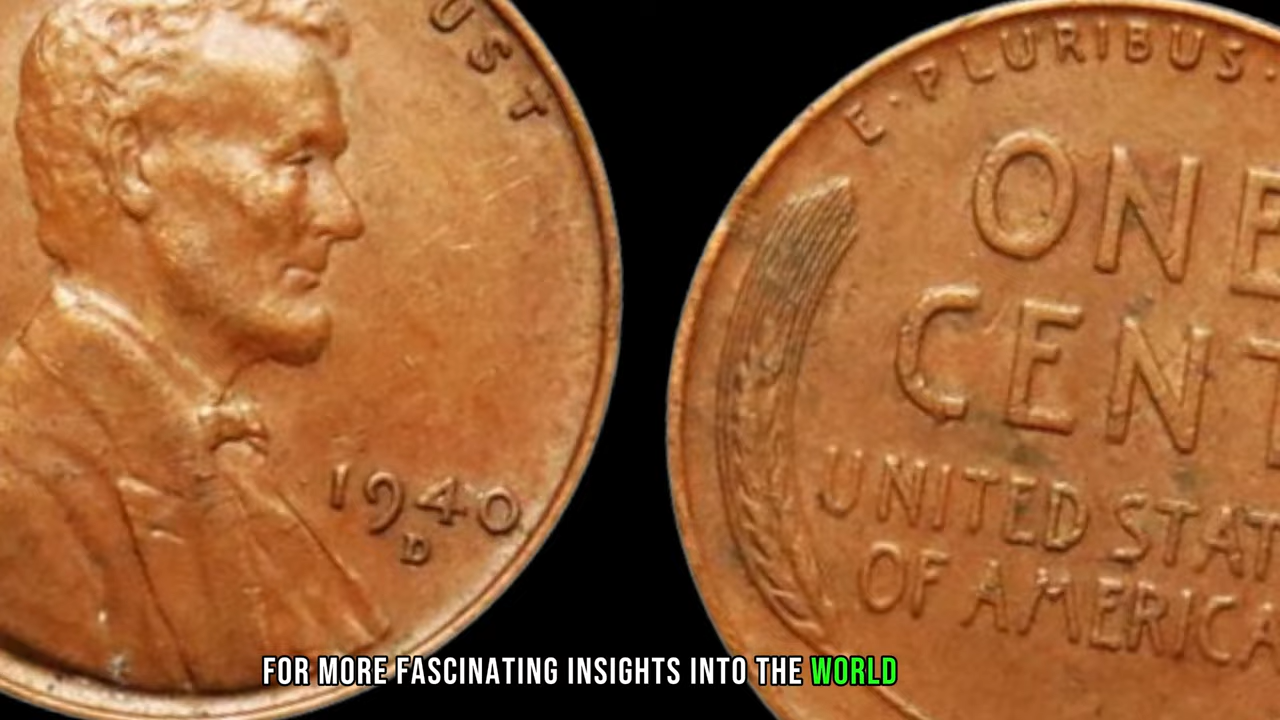 UST
1940
D
E·PLURIBUS·
ONE
CENT
UNITED STAT
OF AMERICA
FOR MORE FASCINATING INSIGHTS INTO THE WORLD